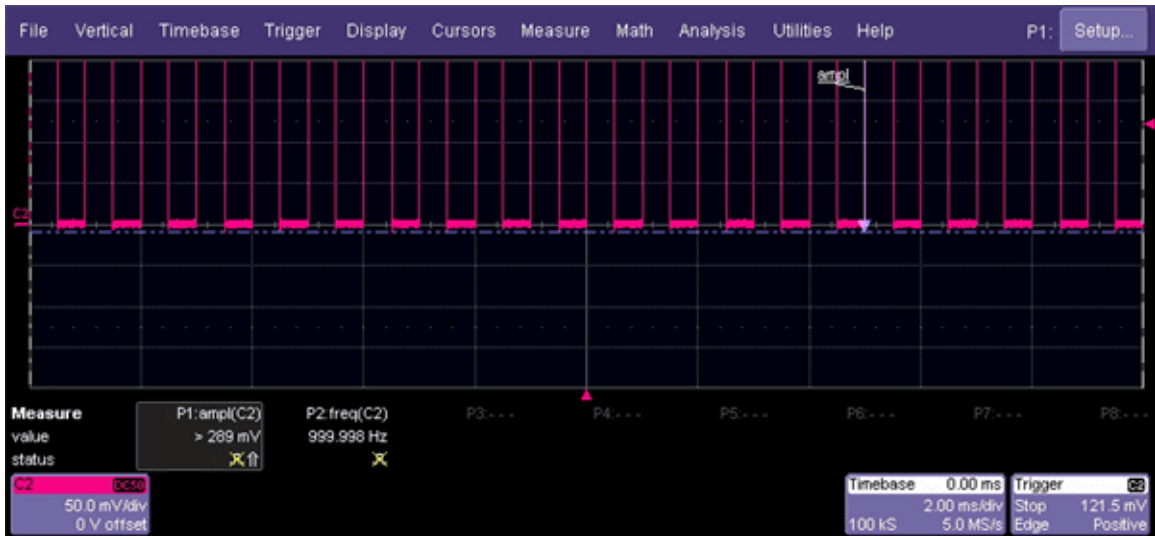 File Vertical Timebase Trigger Display Cursors Measure Math Analysis Utilities Help P1: Setup...
ampl
C2
Measure P1:ampl(C2) P2:freq(C2) P3:- - - P4:- - - P5:- - - P6:- - - P7:- - - P8:- - -
value > 289 mV 999.998 Hz
status
C2 DC50 Timebase 0.00 ms Trigger C2
50.0 mV/div 2.00 ms/div Stop 121.5 mV
0 V offset 100 kS 5.0 MS/s Edge Positive